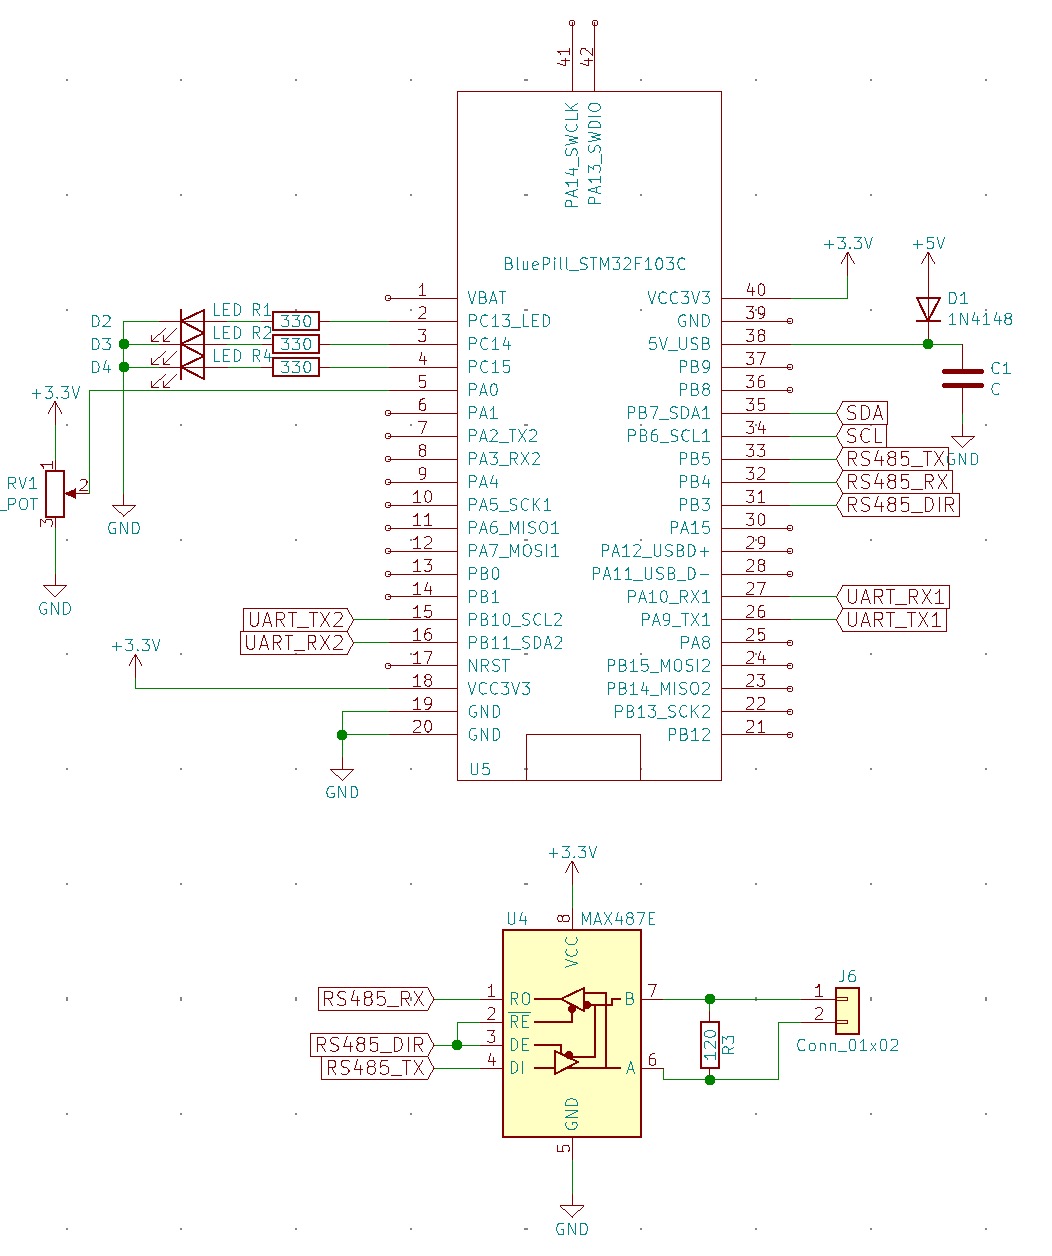 41
42
PA14_SWCLK
PA13_SWDIO
BluePill_STM32F103C
+3.3V
+5V
D1
1N4148
C1
C
GND
1 VBAT VCC3V3 40
2 PC13_LED GND 39
3 PC14 5V_USB 38
4 PC15 PB9 37
5 PA0 PB8 36
6 PA1 PB7_SDA1 35 SDA
7 PA2_TX2 PB6_SCL1 34 SCL
8 PA3_RX2 PB5 33 RS485_TX
9 PA4 PB4 32 RS485_RX
10 PA5_SCK1 PB3 31 RS485_DIR
11 PA6_MISO1 PA15 30
12 PA7_MOSI1 PA12_USBD+ 29
13 PB0 PA11_USB_D- 28
14 PB1 PA10_RX1 27 UART_RX1
UART_TX2 15 PB10_SCL2 PA9_TX1 26 UART_TX1
UART_RX2 16 PB11_SDA2 PA8 25
17 NRST PB15_MOSI2 24
18 VCC3V3 PB14_MISO2 23
19 GND PB13_SCK2 22
20 GND PB12 21
U5
D2 LED R1 330
D3 LED R2 330
D4 LED R4 330
+3.3V
RV1
_POT
1
2
3
GND
GND
+3.3V
GND
+3.3V
U4 8 MAX487E
VCC
RS485_RX 1 RO B 7
2 RE
RS485_DIR 3 DE
RS485_TX 4 DI A 6
GND
5
GND
120
R3
J6
1
2
Conn_01x02